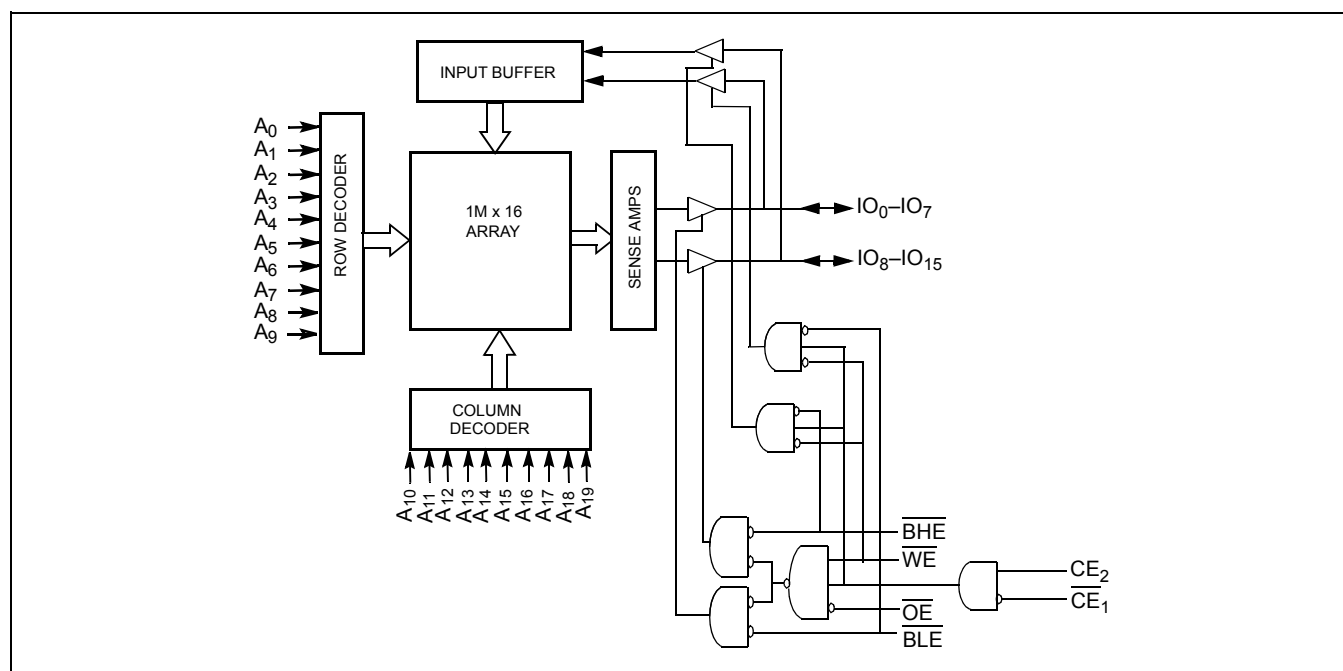 INPUT BUFFER
A0
A1
A2
A3
A4
A5
A6
A7
A8
A9
ROW DECODER
1M x 16
ARRAY
SENSE AMPS
IO0–IO7
IO8–IO15
COLUMN
DECODER
A10
A11
A12
A13
A14
A15
A16
A17
A18
A19
BHE
WE
OE
BLE
CE2
CE1